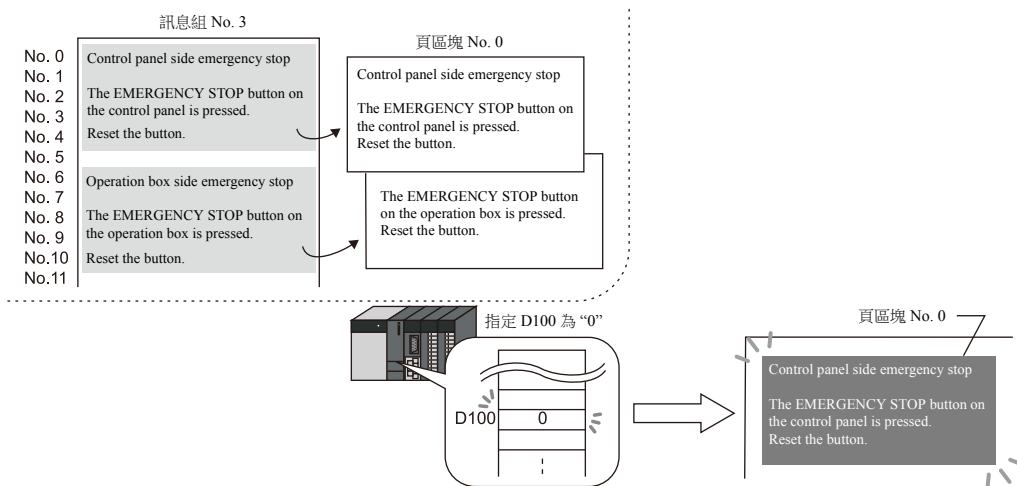 訊息組 No. 3
No. 0
No. 1
No. 2
No. 3
No. 4
No. 5
No. 6
No. 7
No. 8
No. 9
No.10
No.11
Control panel side emergency stop
The EMERGENCY STOP button on
the control panel is pressed.
Reset the button.
Operation box side emergency stop
The EMERGENCY STOP button on
the operation box is pressed.
Reset the button.
頁區塊 No. 0
Control panel side emergency stop
The EMERGENCY STOP button on
the control panel is pressed.
Reset the button.
The EMERGENCY STOP button
on the operation box is pressed.
Reset the button.
指定 D100 為 “0”
D100
0
頁區塊 No. 0
Control panel side emergency stop
The EMERGENCY STOP button on
the control panel is pressed.
Reset the button.